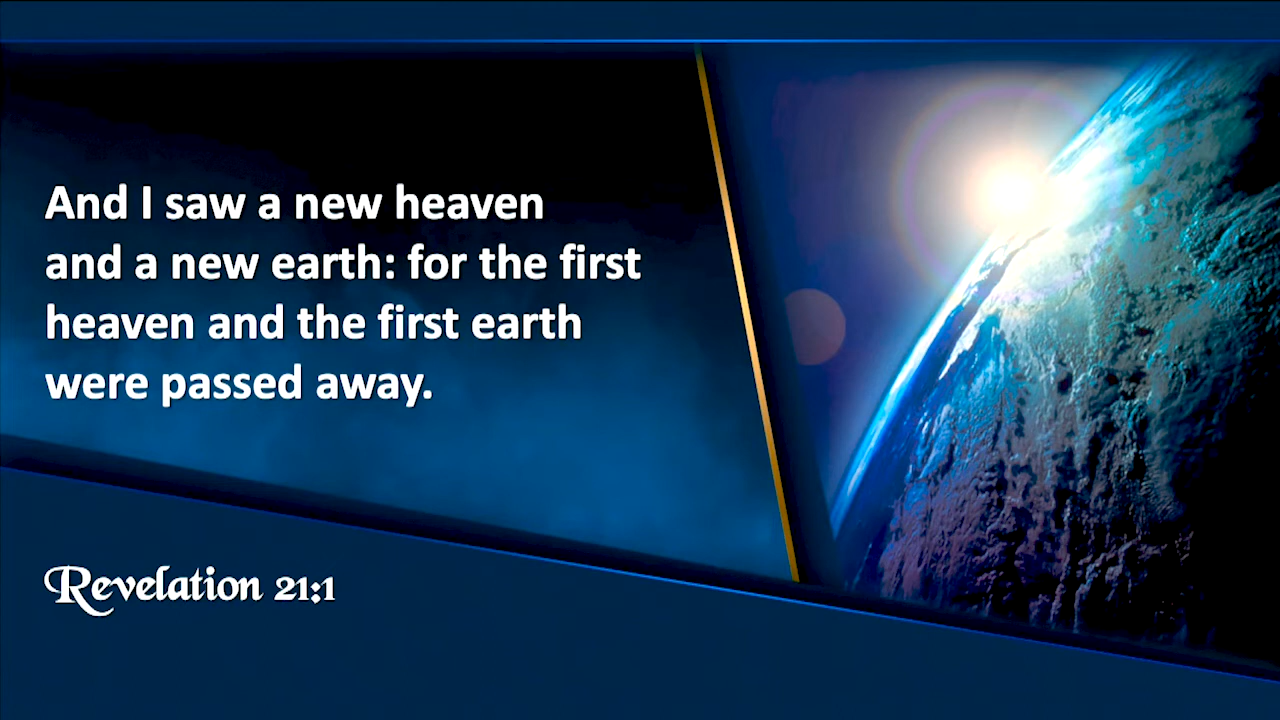 And I saw a new heaven
and a new earth: for the first
heaven and the first earth
were passed away.
Revelation 21:1